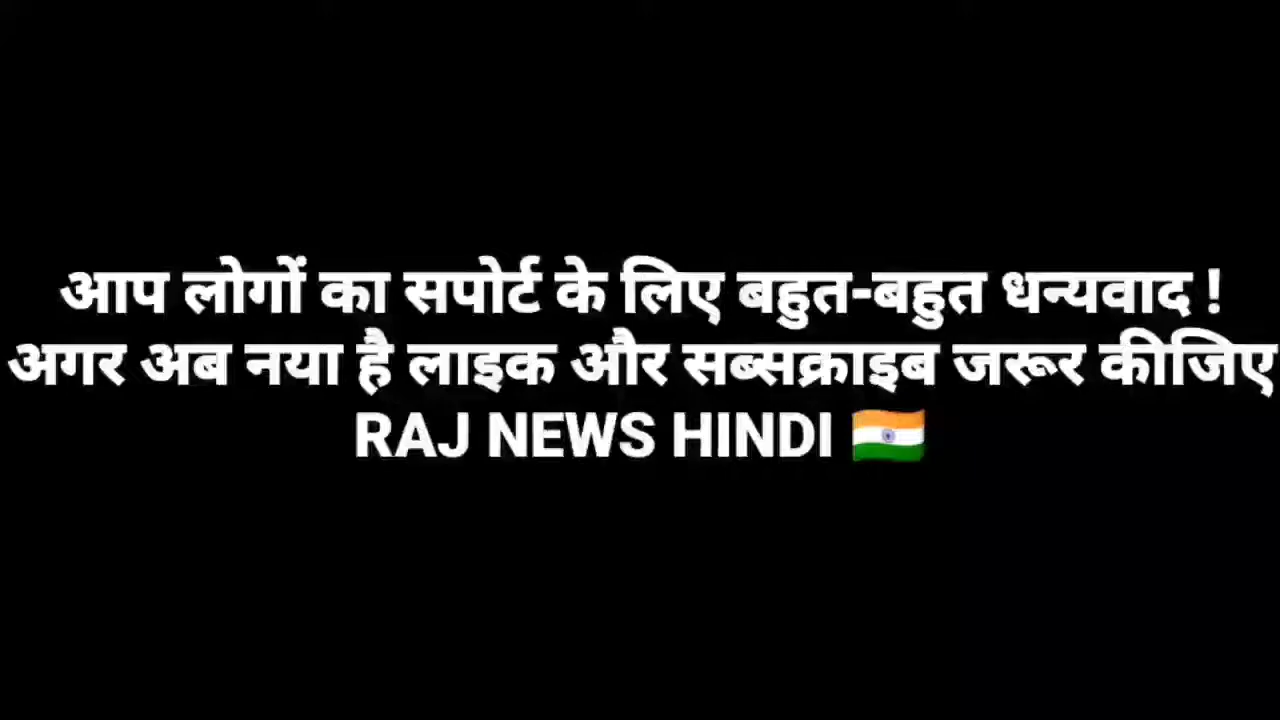 आप लोगों का सपोर्ट के लिए बहुत-बहुत धन्यवाद !
अगर अब नया है लाइक और सब्सक्राइब जरूर कीजिए
RAJ NEWS HINDI 🇮🇳